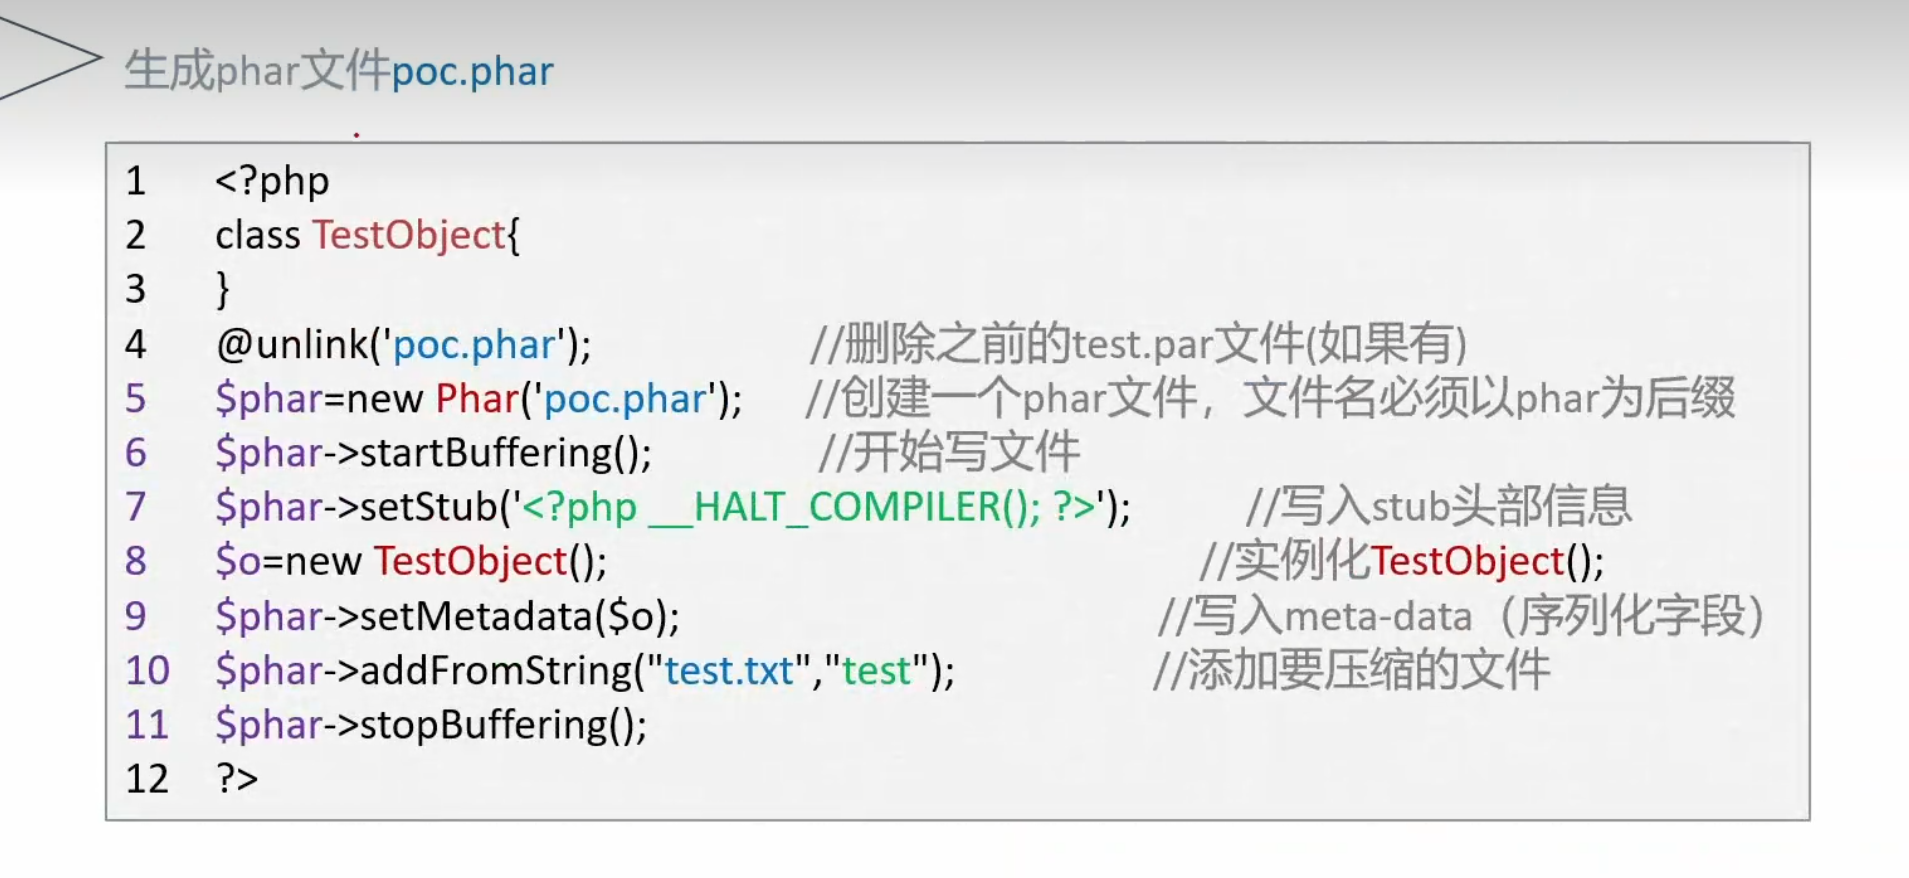 生成phar文件poc.phar
1 <?php
2 class TestObject{
3 }
4 @unlink('poc.phar'); //删除之前的test.par文件(如果有)
5 $phar=new Phar('poc.phar'); //创建一个phar文件，文件名必须以phar为后缀
6 $phar->startBuffering(); //开始写文件
7 $phar->setStub('<?php __HALT_COMPILER(); ?>'); //写入stub头部信息
8 $o=new TestObject(); //实例化TestObject();
9 $phar->setMetadata($o); //写入meta-data（序列化字段）
10 $phar->addFromString("test.txt","test"); //添加要压缩的文件
11 $phar->stopBuffering();
12 ?>